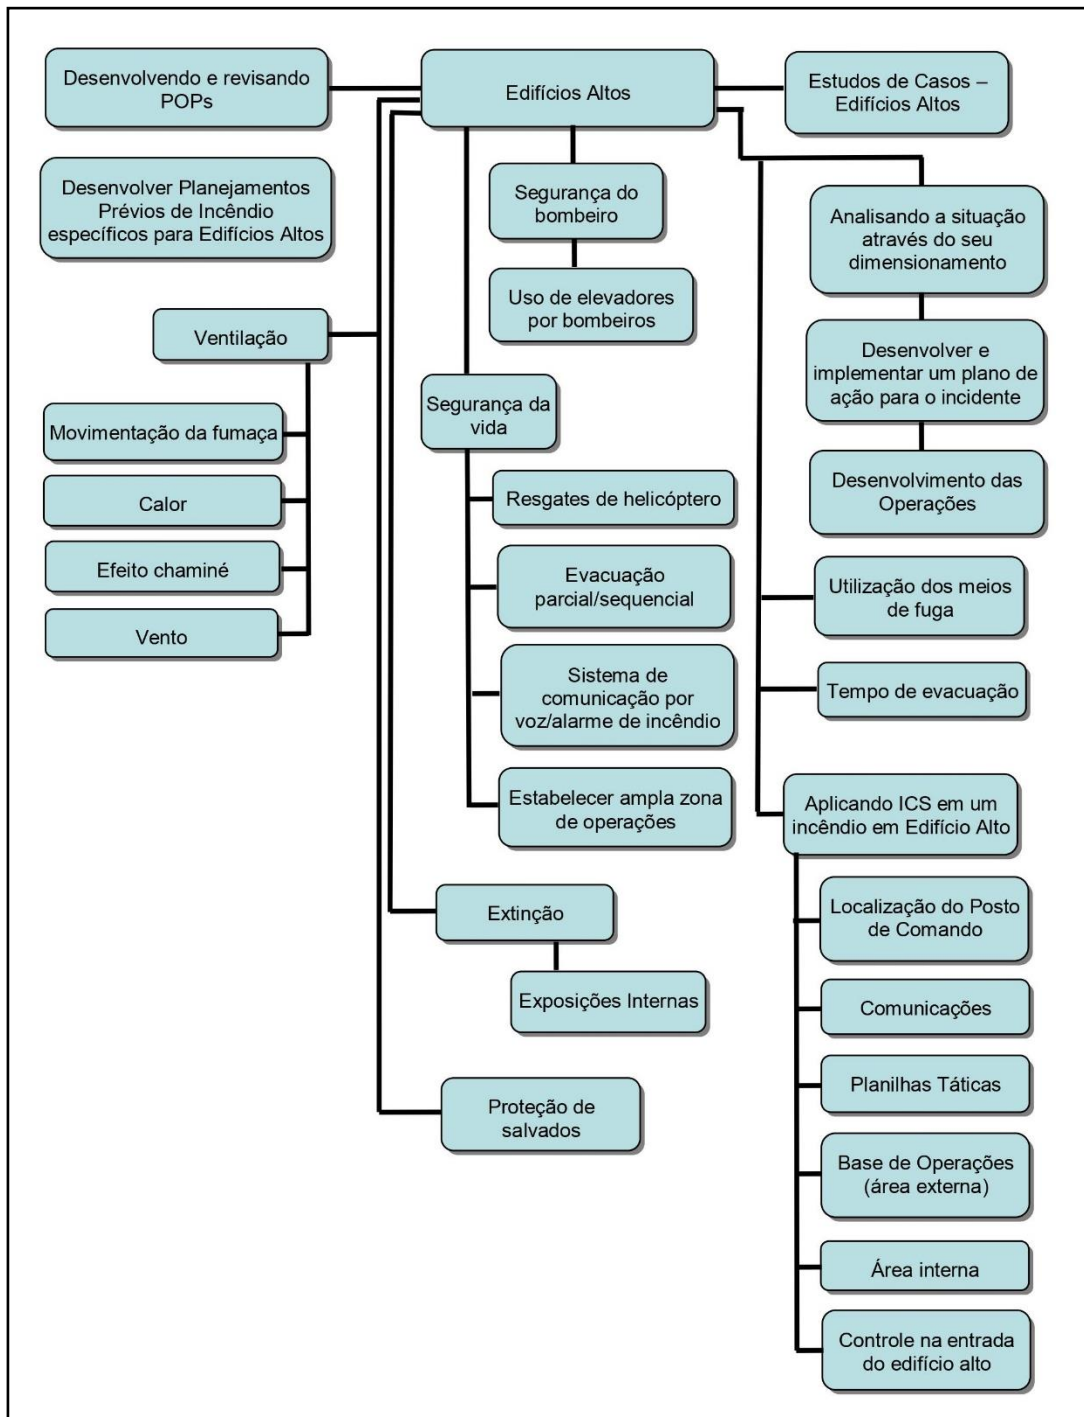 Desenvolvendo e revisando
POPs
Edifícios Altos
Estudos de Casos –
Edifícios Altos
Desenvolver Planejamentos
Prévios de Incêndio
específicos para Edifícios Altos
Segurança do
bombeiro
Uso de elevadores
por bombeiros
Analisando a situação
através do seu
dimensionamento
Desenvolver e
implementar um plano de
ação para o incidente
Desenvolvimento das
Operações
Ventilação
Movimentação da fumaça
Calor
Efeito chaminé
Vento
Segurança da
vida
Resgates de helicóptero
Evacuação
parcial/sequencial
Sistema de
comunicação por
voz/alarme de incêndio
Estabelecer ampla zona
de operações
Utilização dos meios
de fuga
Tempo de evacuação
Aplicando ICS em um
incêndio em Edifício Alto
Localização do Posto
de Comando
Comunicações
Planilhas Táticas
Base de Operações
(área externa)
Área interna
Controle na entrada
do edifício alto
Extinção
Exposições Internas
Proteção de
salvados